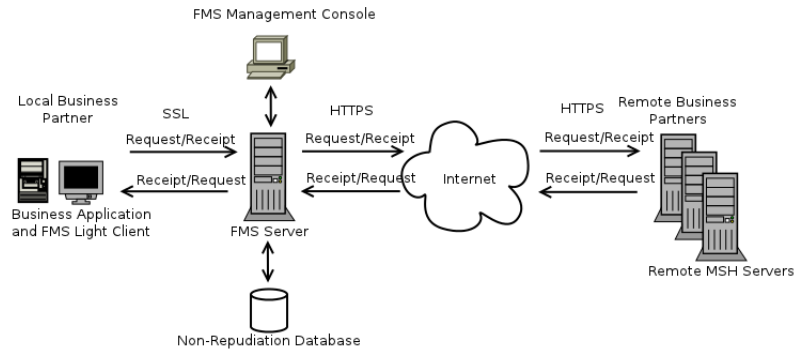 FMS Management Console
Local Business
Partner
SSL
HTTPS
HTTPS
Remote Business
Partners
Request/Receipt
Request/Receipt
Request/Receipt
Receipt/Request
Receipt/Request
Internet
Receipt/Request
Business Application
and FMS Light Client
FMS Server
Remote MSH Servers
Non-Repudiation Database